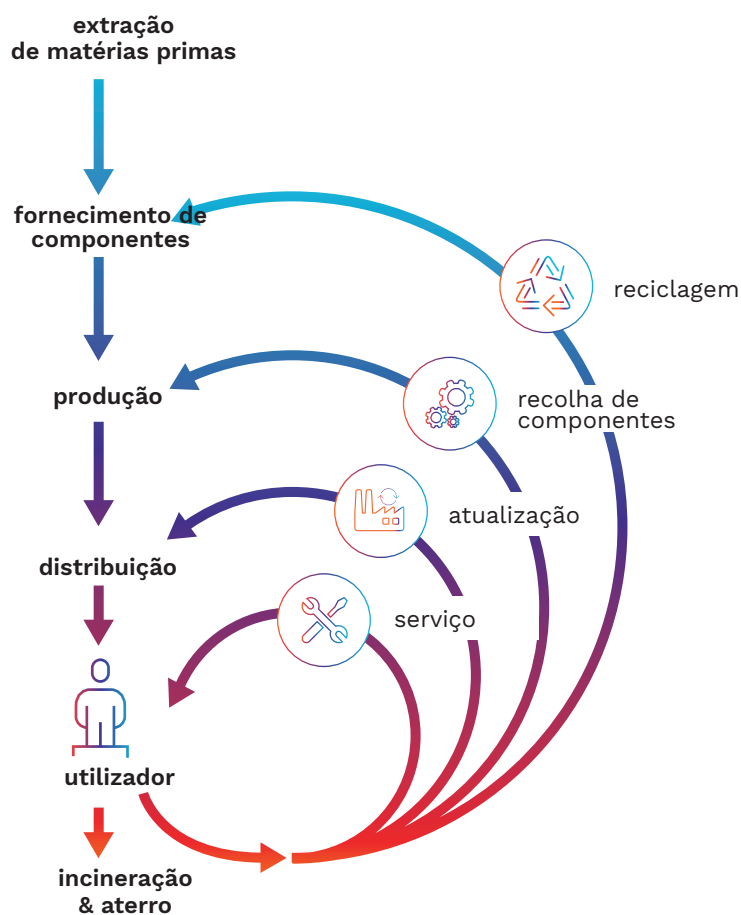 extração
de matérias primas
fornecimento de
componentes
reciclagem
produção
recolha de
componentes
atualização
distribuição
serviço
utilizador
incineração
& aterro